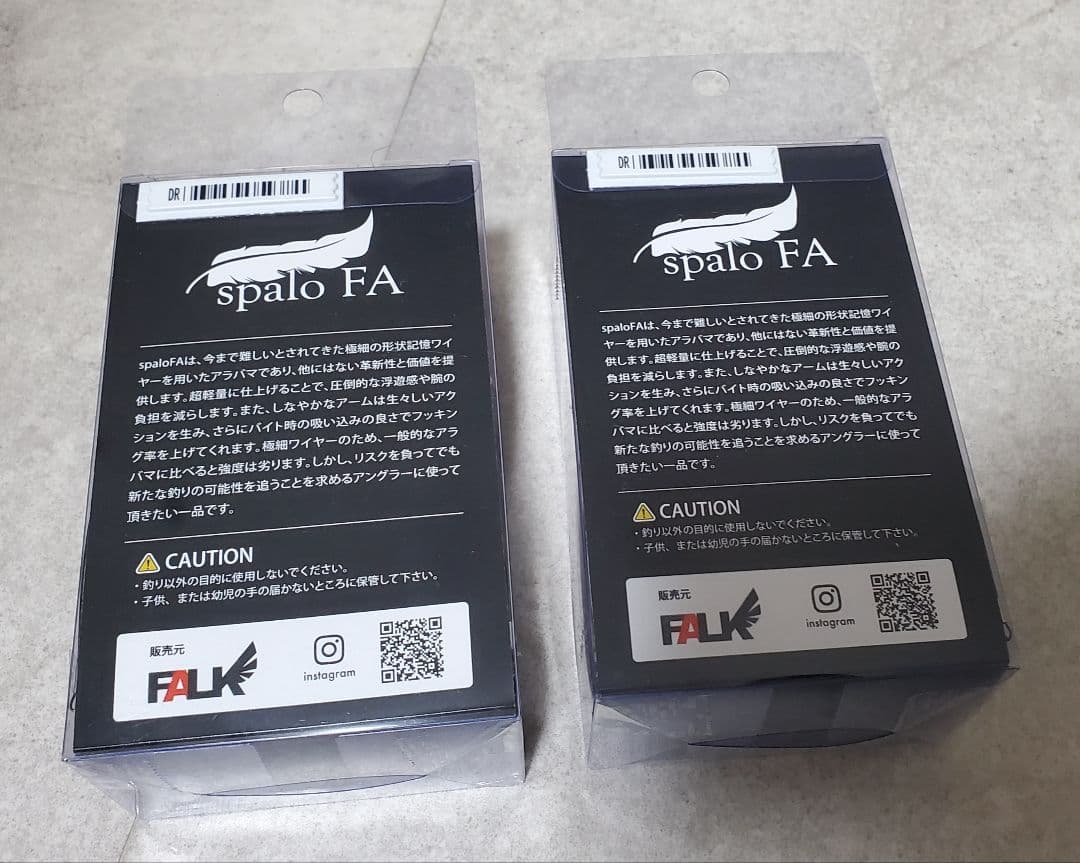 DR
spalo FA
spaloFAは、今まで難しいとされてきた極細の形状記憶ワイ
ヤーを用いたアラバマであり、他にはない革新性と価値を提
供します。超軽量に仕上げることで、圧倒的な浮遊感や腕の
負担を減らします。また、しなやかなアームは生々しいアク
ションを生み、さらにバイト時の吸い込みの良さでフッキン
グ率を上げてくれます。極細ワイヤーのため、一般的なアラ
バマに比べると強度は劣ります。しかし、リスクを負ってでも
新たな釣りの可能性を追うことを求めるアングラーに使って
頂きたい一品です。
CAUTION
・釣り以外の目的に使用しないでください。
・子供、または幼児の手の届かないところに保管して下さい。
販売元
FALK
instagram
DR
spalo FA
spaloFAは、今まで難しいとされてきた極細の形状記憶ワイ
ヤーを用いたアラバマであり、他にはない革新性と価値を提
供します。超軽量に仕上げることで、圧倒的な浮遊感や腕の
負担を減らします。また、しなやかなアームは生々しいアク
ションを生み、さらにバイト時の吸い込みの良さでフッキン
グ率を上げてくれます。極細ワイヤーのため、一般的なアラ
バマに比べると強度は劣ります。しかし、リスクを負ってでも
新たな釣りの可能性を追うことを求めるアングラーに使って
頂きたい一品です。
CAUTION
・釣り以外の目的に使用しないでください。
・子供、または幼児の手の届かないところに保管して下さい。
販売元
FALK
instagram